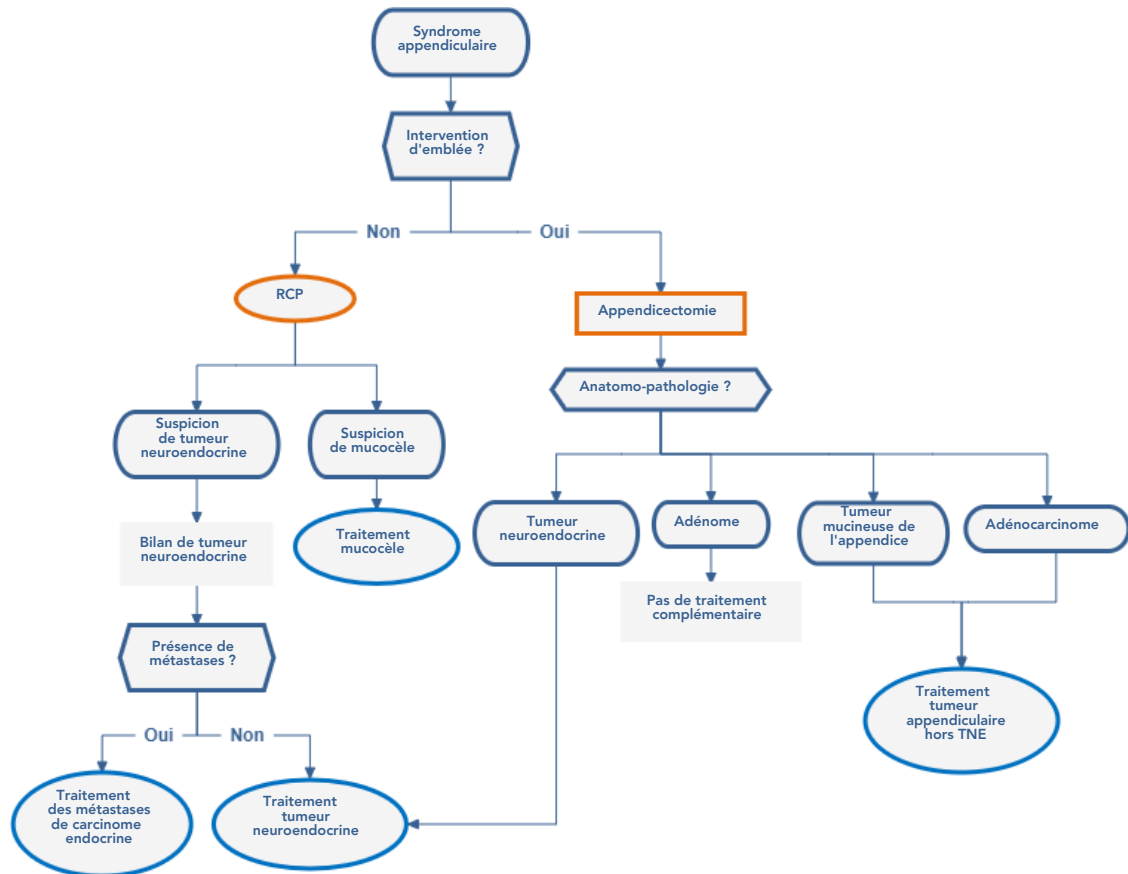 Syndrome
appendiculaire
Intervention
d'emblée ?
Non
Oui
RCP
Appendicectomie
Anatomo-pathologie ?
Suspicion
de tumeur
neuroendocrine
Suspicion
de mucocèle
Tumeur
neuroendocrine
Adénome
Tumeur
mucineuse de
l'appendice
Adénocarcinome
Bilan de tumeur
neuroendocrine
Traitement
mucocèle
Pas de traitement
complémentaire
Présence de
métastases ?
Traitement
tumeur
appendiculaire
hors TNE
Oui
Non
Traitement
des métastases
de carcinome
endocrine
Traitement
tumeur
neuroendocrine